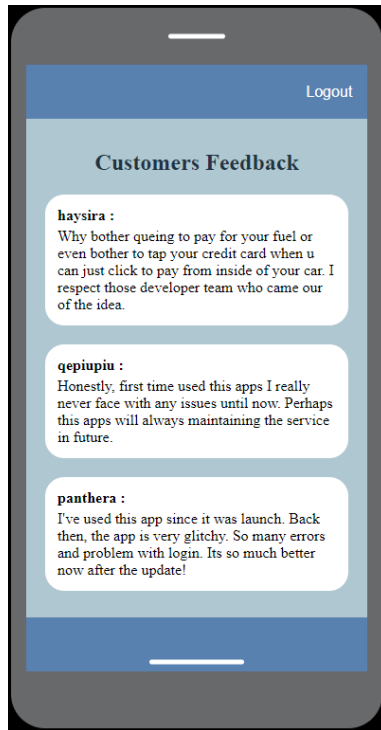 Logout
Customers Feedback
haysira :
Why bother queing to pay for your fuel or
even bother to tap your credit card when u
can just click to pay from inside of your car. I
respect those developer team who came our
of the idea.
qepiupiu :
Honestly, first time used this apps I really
never face with any issues until now. Perhaps
this apps will always maintaining the service
in future.
panthera :
I've used this app since it was launch. Back
then, the app is very glitchy. So many errors
and problem with login. Its so much better
now after the update!